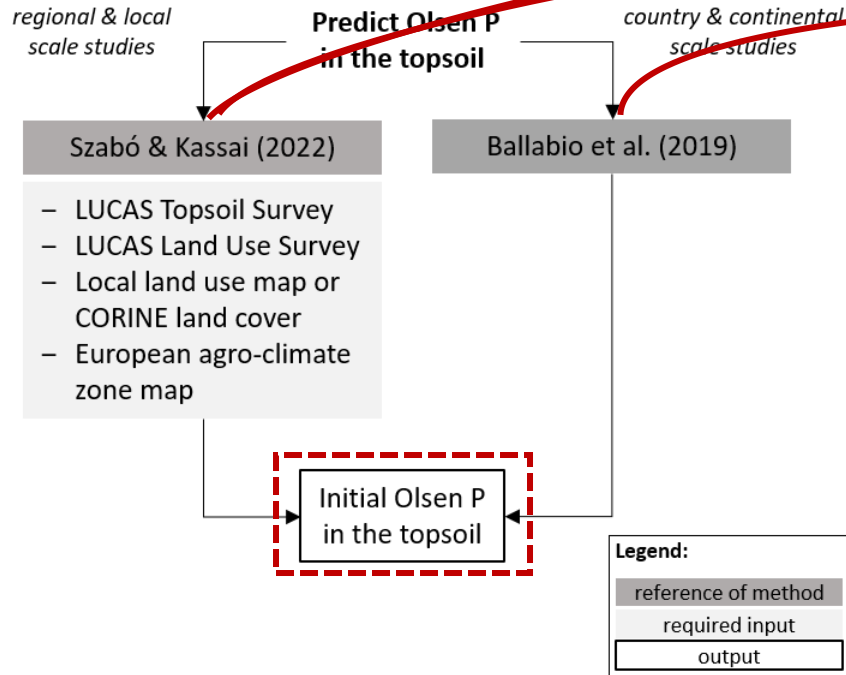 regional & local
scale studies
Predict Olsen P
in the topsoil
country & continental
scale studies
Szabó & Kassai (2022)
Ballabio et al. (2019)
– LUCAS Topsoil Survey
– LUCAS Land Use Survey
– Local land use map or
CORINE land cover
– European agro-climate
zone map
Initial Olsen P
in the topsoil
Legend:
reference of method
required input
output